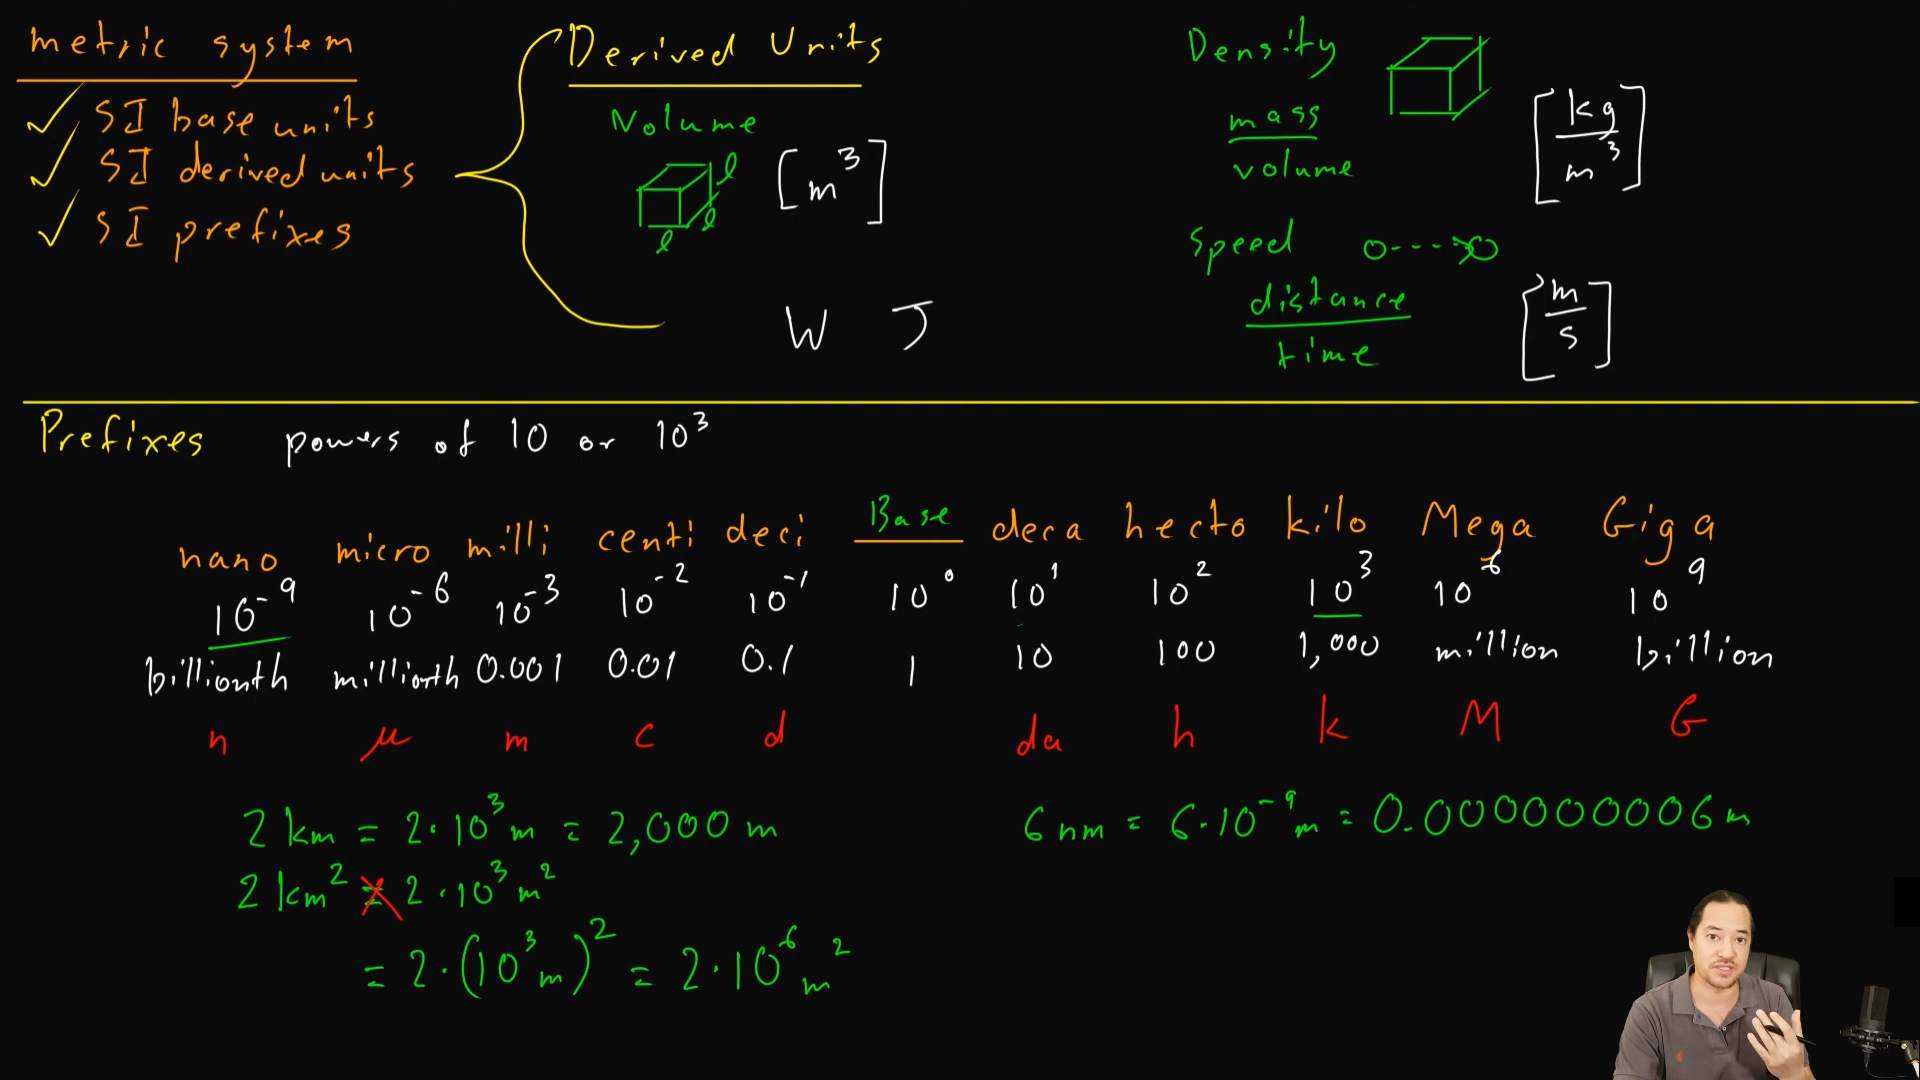 metric system
SI base units
SI derived units
SI prefixes
Derived Units
Volume
l
l
l
[m³]
W J
Density
mass
volume
[kg/m³]
Speed
distance
time
[m/s]
Prefixes powers of 10 or 10³
nano micro milli centi deci Base deca hecto kilo Mega Giga
10⁻⁹ 10⁻⁶ 10⁻³ 10⁻² 10⁻¹ 10⁰ 10¹ 10² 10³ 10⁶ 10⁹
billionth millionth 0.001 0.01 0.1 1 10 100 1,000 million billion
n μ m c d da h k M G
2 km = 2·10³ m = 2,000 m
6 nm = 6·10⁻⁹ m = 0.000000006 m
2 km² = 2·10³ m²
= 2·(10³ m)² = 2·10⁶ m²